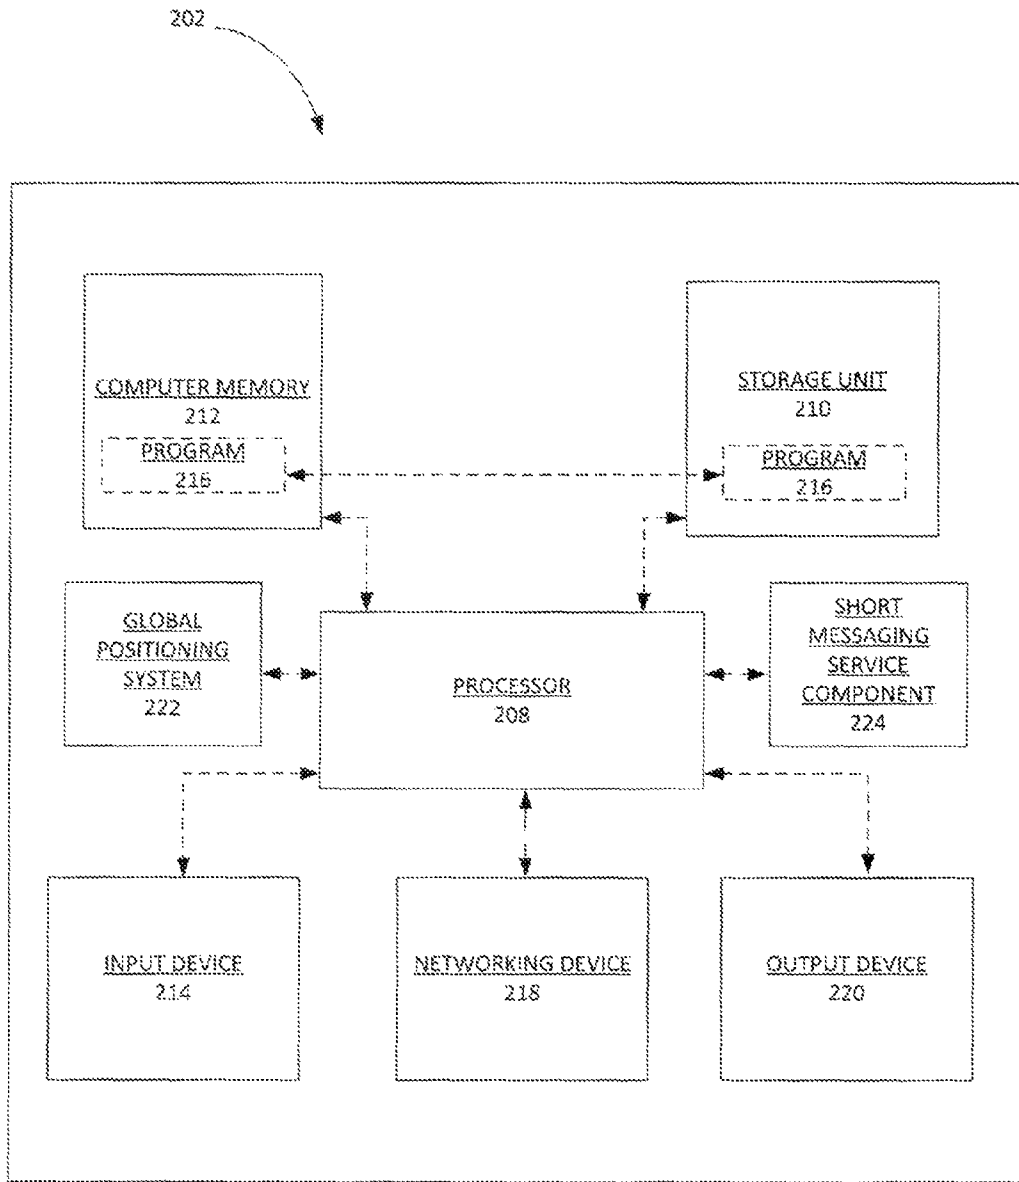 202
COMPUTER MEMORY
212
PROGRAM
216
STORAGE UNIT
210
PROGRAM
216
GLOBAL
POSITIONING
SYSTEM
222
PROCESSOR
208
SHORT
MESSAGING
SERVICE
COMPONENT
224
INPUT DEVICE
214
NETWORKING DEVICE
218
OUTPUT DEVICE
220